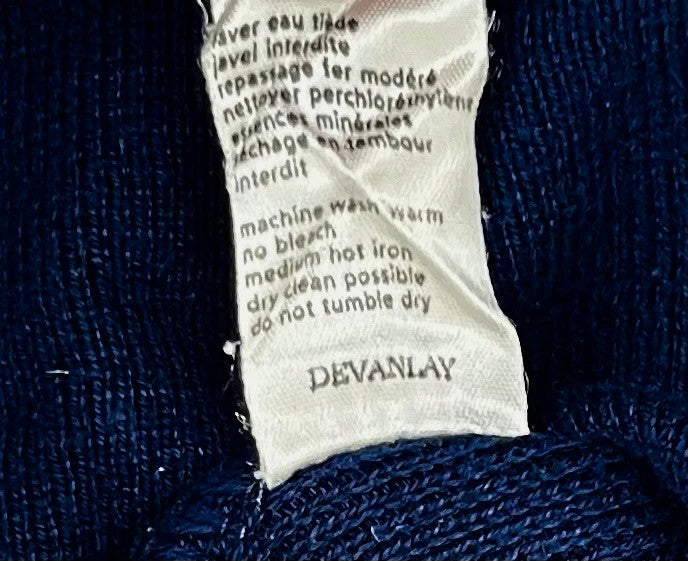 laver eau tiède
javel interdite
repassage fer modéré
nettoyer perchloréthylène
essences minérales
séchage en tambour
interdit
machine wash warm
no bleach
medium hot iron
dry clean possible
do not tumble dry
DEVANLAY